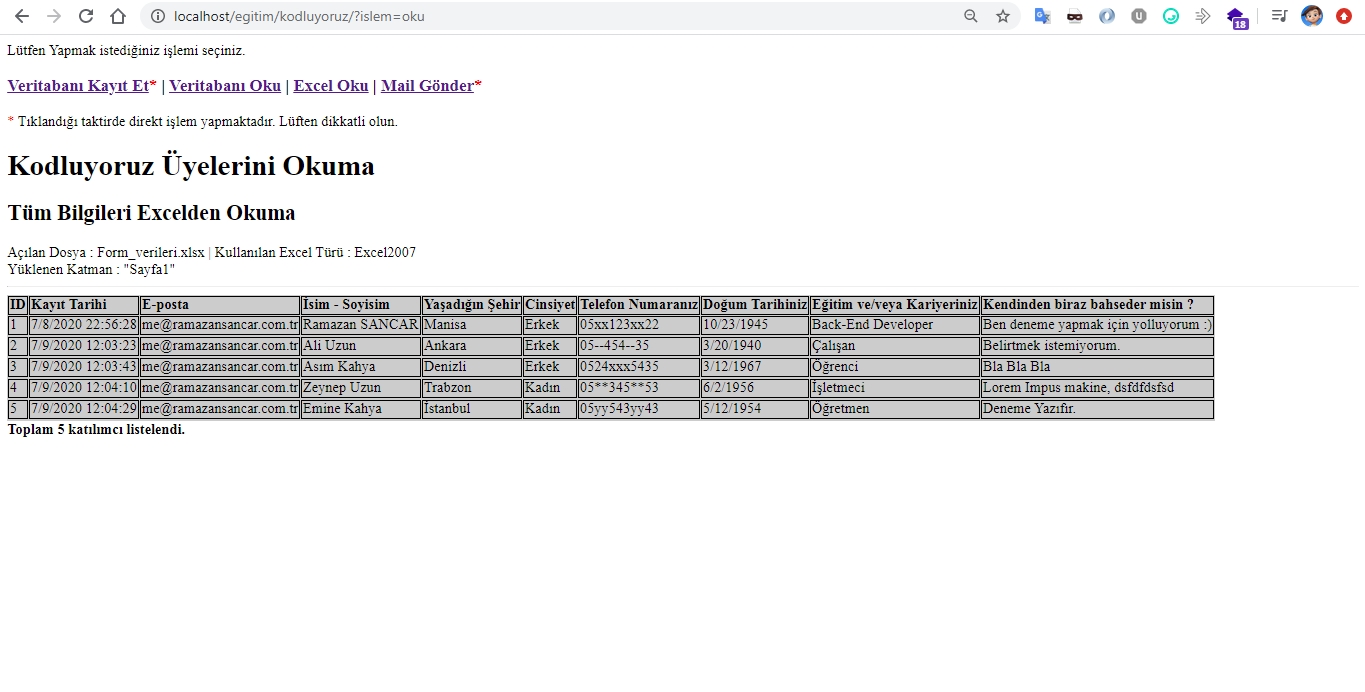 localhost/egitim/kodluyoruz/?islem=oku
18
Lütfen Yapmak istediğiniz işlemi seçiniz.
Veritabanı Kayıt Et* | Veritabanı Oku | Excel Oku | Mail Gönder*
* Tıklandığı taktirde direkt işlem yapmaktadır. Lüften dikkatli olun.
Kodluyoruz Üyelerini Okuma
Tüm Bilgileri Excelden Okuma
Açılan Dosya : Form_verileri.xlsx | Kullanılan Excel Türü : Excel2007
Yüklenen Katman : "Sayfa1"
ID Kayıt Tarihi E-posta İsim - Soyisim Yaşadığın Şehir Cinsiyet Telefon Numaranız Doğum Tarihiniz Eğitim ve/veya Kariyeriniz Kendinden biraz bahseder misin ?
1 7/8/2020 22:56:28 me@ramazansancar.com.tr Ramazan SANCAR Manisa Erkek 05xx123xx22 10/23/1945 Back-End Developer Ben deneme yapmak için yolluyorum :)
2 7/9/2020 12:03:23 me@ramazansancar.com.tr Ali Uzun Ankara Erkek 05--454--35 3/20/1940 Çalışan Belirtmek istemiyorum.
3 7/9/2020 12:03:43 me@ramazansancar.com.tr Asım Kahya Denizli Erkek 0524xxx5435 3/12/1967 Öğrenci Bla Bla Bla
4 7/9/2020 12:04:10 me@ramazansancar.com.tr Zeynep Uzun Trabzon Kadın 05**345**53 6/2/1956 İşletmeci Lorem Impus makine, dsfdfdsfsd
5 7/9/2020 12:04:29 me@ramazansancar.com.tr Emine Kahya İstanbul Kadın 05yy543yy43 5/12/1954 Öğretmen Deneme Yazıfır.
Toplam 5 katılımcı listelendi.